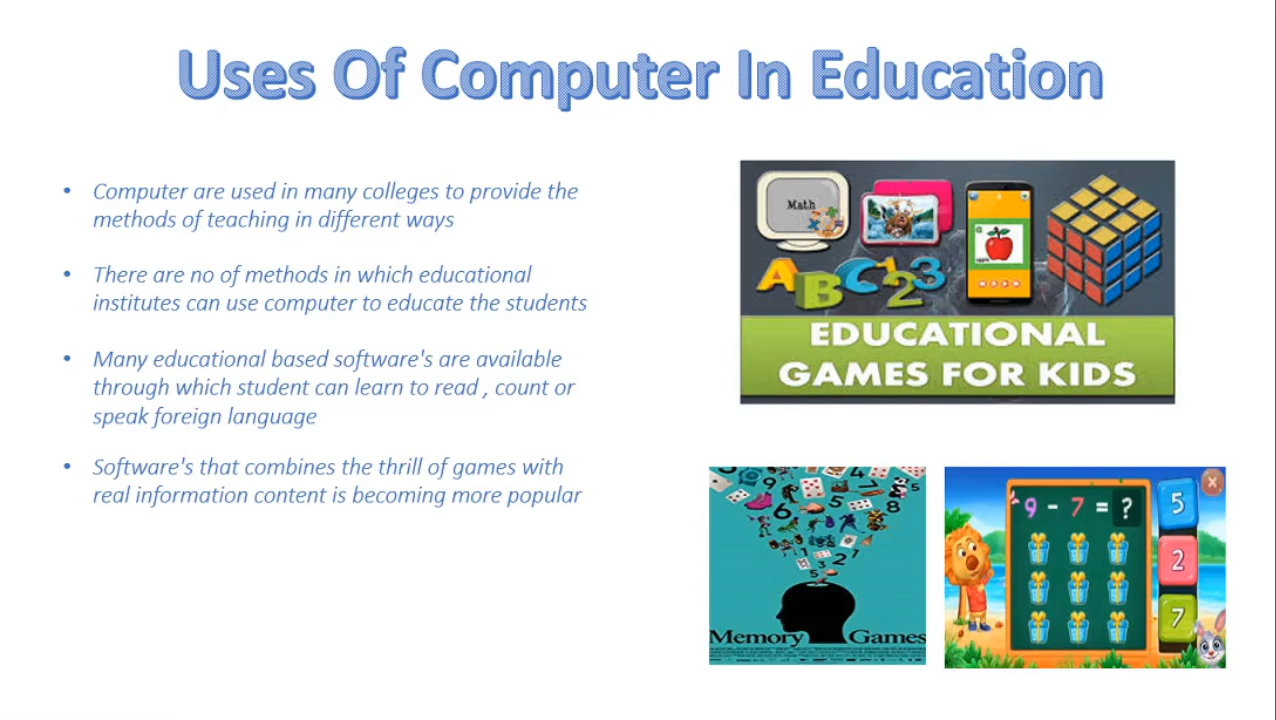 Uses Of Computer In Education
• Computer are used in many colleges to provide the
methods of teaching in different ways
• There are no of methods in which educational
institutes can use computer to educate the students
• Many educational based software's are available
through which student can learn to read , count or
speak foreign language
• Software's that combines the thrill of games with
real information content is becoming more popular
Math
ABC123
EDUCATIONAL
GAMES FOR KIDS
Memory Games
9 - 7 = ?
5
2
7